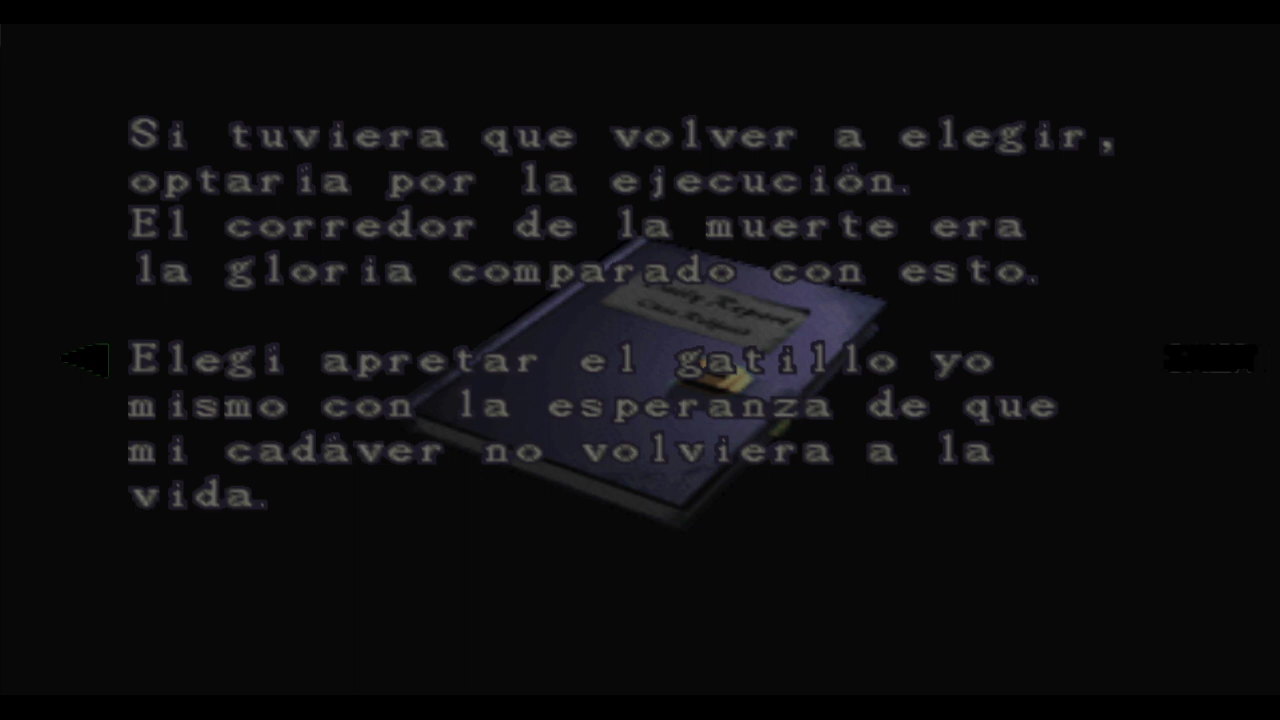 Si tuviera que volver a elegir,
optaria por la ejecución.
El corredor de la muerte era
la gloria comparado con esto.
Elegi apretar el gatillo yo
mismo con la esperanza de que
mi cadàver no volviera a la
vida.